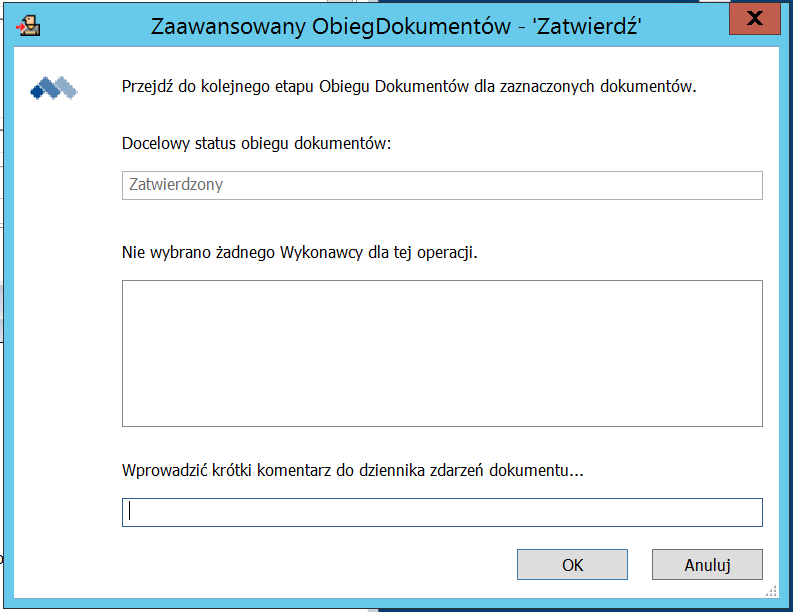 Zaawansowany ObiegDokumentów - 'Zatwierdź'
Przejdź do kolejnego etapu Obiegu Dokumentów dla zaznaczonych dokumentów.
Docelowy status obiegu dokumentów:
Zatwierdzony
Nie wybrano żadnego Wykonawcy dla tej operacji.
Wprowadzić krótki komentarz do dziennika zdarzeń dokumentu...
OK
Anuluj